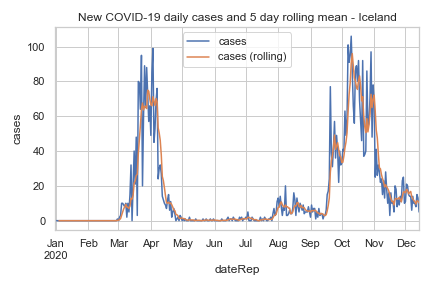 New COVID-19 daily cases and 5 day rolling mean - Iceland
cases
cases (rolling)
cases
100
80
60
40
20
0
Jan Feb Mar Apr May Jun Jul Aug Sep Oct Nov Dec
2020
dateRep